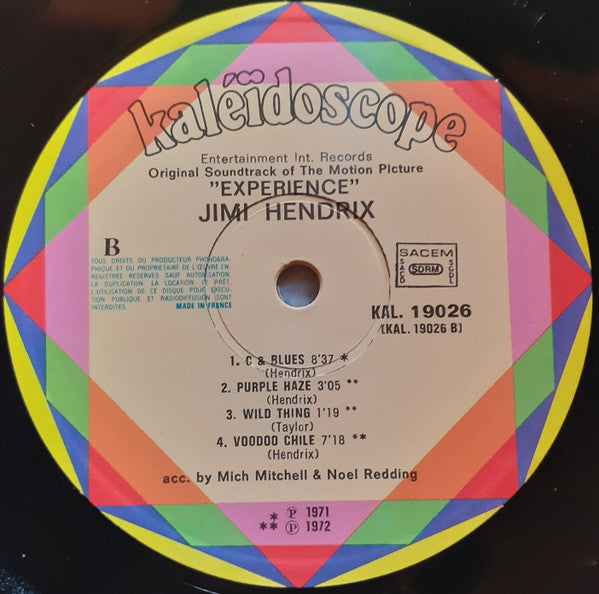 kaléïdoscope
Entertainment Int. Records
Original Soundtrack of The Motion Picture
"EXPERIENCE"
JIMI HENDRIX
B
TOUS DROITS DU PRODUCTEUR PHONOGRA
PHIQUE ET DU PROPRIETAIRE DE L'ŒUVRE EN
REGISTREE RESERVES SAUF AUTORISATION
LA DUPLICATION, LA LOCATION, LE PRÊT,
L'UTILISATION DE CE DISQUE POUR EXECU-
TION PUBLIQUE ET RADIODIFFUSION SONT
INTERDITES
MADE IN FRANCE
SACEM
SACD SDRM SGDL
KAL. 19026
(KAL. 19026 B)
1. C & BLUES 8'37 *
(Hendrix)
2. PURPLE HAZE 3'05 **
(Hendrix)
3. WILD THING 1'19 **
(Taylor)
4. VOODOO CHILE 7'18 **
(Hendrix)
acc. by Mich Mitchell & Noel Redding
* Ⓟ 1971
** Ⓟ 1972